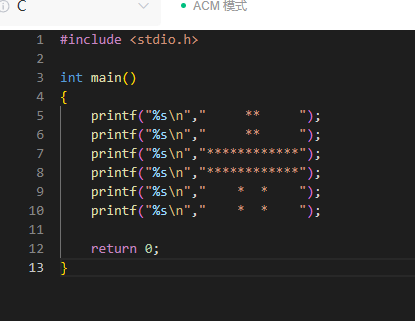 C
ACM 模式
1 #include <stdio.h>
2
3 int main()
4 {
5     printf("%s\n","     **     ");
6     printf("%s\n","     **     ");
7     printf("%s\n","************");
8     printf("%s\n","************");
9     printf("%s\n","    *  *    ");
10     printf("%s\n","    *  *    ");
11
12     return 0;
13 }